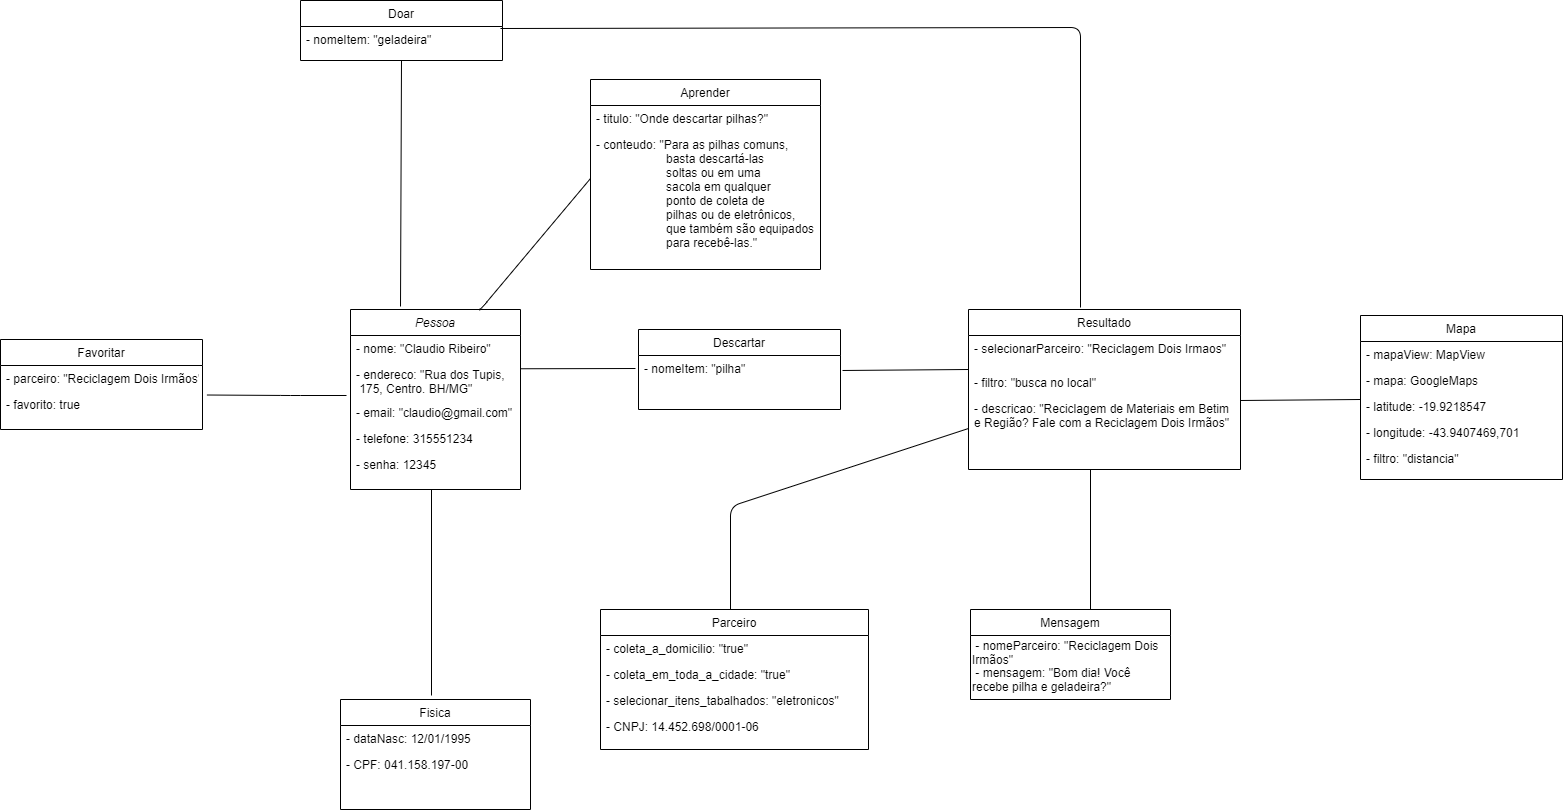 Doar
- nomeItem: "geladeira"
Aprender
- titulo: "Onde descartar pilhas?"
- conteudo: "Para as pilhas comuns,
basta descartá-las
soltas ou em uma
sacola em qualquer
ponto de coleta de
pilhas ou de eletrônicos,
que também são equipados
para recebê-las."
Favoritar
- parceiro: "Reciclagem Dois Irmãos"
- favorito: true
Pessoa
- nome: "Claudio Ribeiro"
- endereco: "Rua dos Tupis,
175, Centro. BH/MG"
- email: "claudio@gmail.com"
- telefone: 315551234
- senha: 12345
Descartar
- nomeItem: "pilha"
Resultado
- selecionarParceiro: "Reciclagem Dois Irmaos"
- filtro: "busca no local"
- descricao: "Reciclagem de Materiais em Betim
e Região? Fale com a Reciclagem Dois Irmãos"
Mapa
- mapaView: MapView
- mapa: GoogleMaps
- latitude: -19.9218547
- longitude: -43.9407469,701
- filtro: "distancia"
Fisica
- dataNasc: 12/01/1995
- CPF: 041.158.197-00
Parceiro
- coleta_a_domicilio: "true"
- coleta_em_toda_a_cidade: "true"
- selecionar_itens_tabalhados: "eletronicos"
- CNPJ: 14.452.698/0001-06
Mensagem
- nomeParceiro: "Reciclagem Dois
Irmãos"
- mensagem: "Bom dia! Você
recebe pilha e geladeira?"